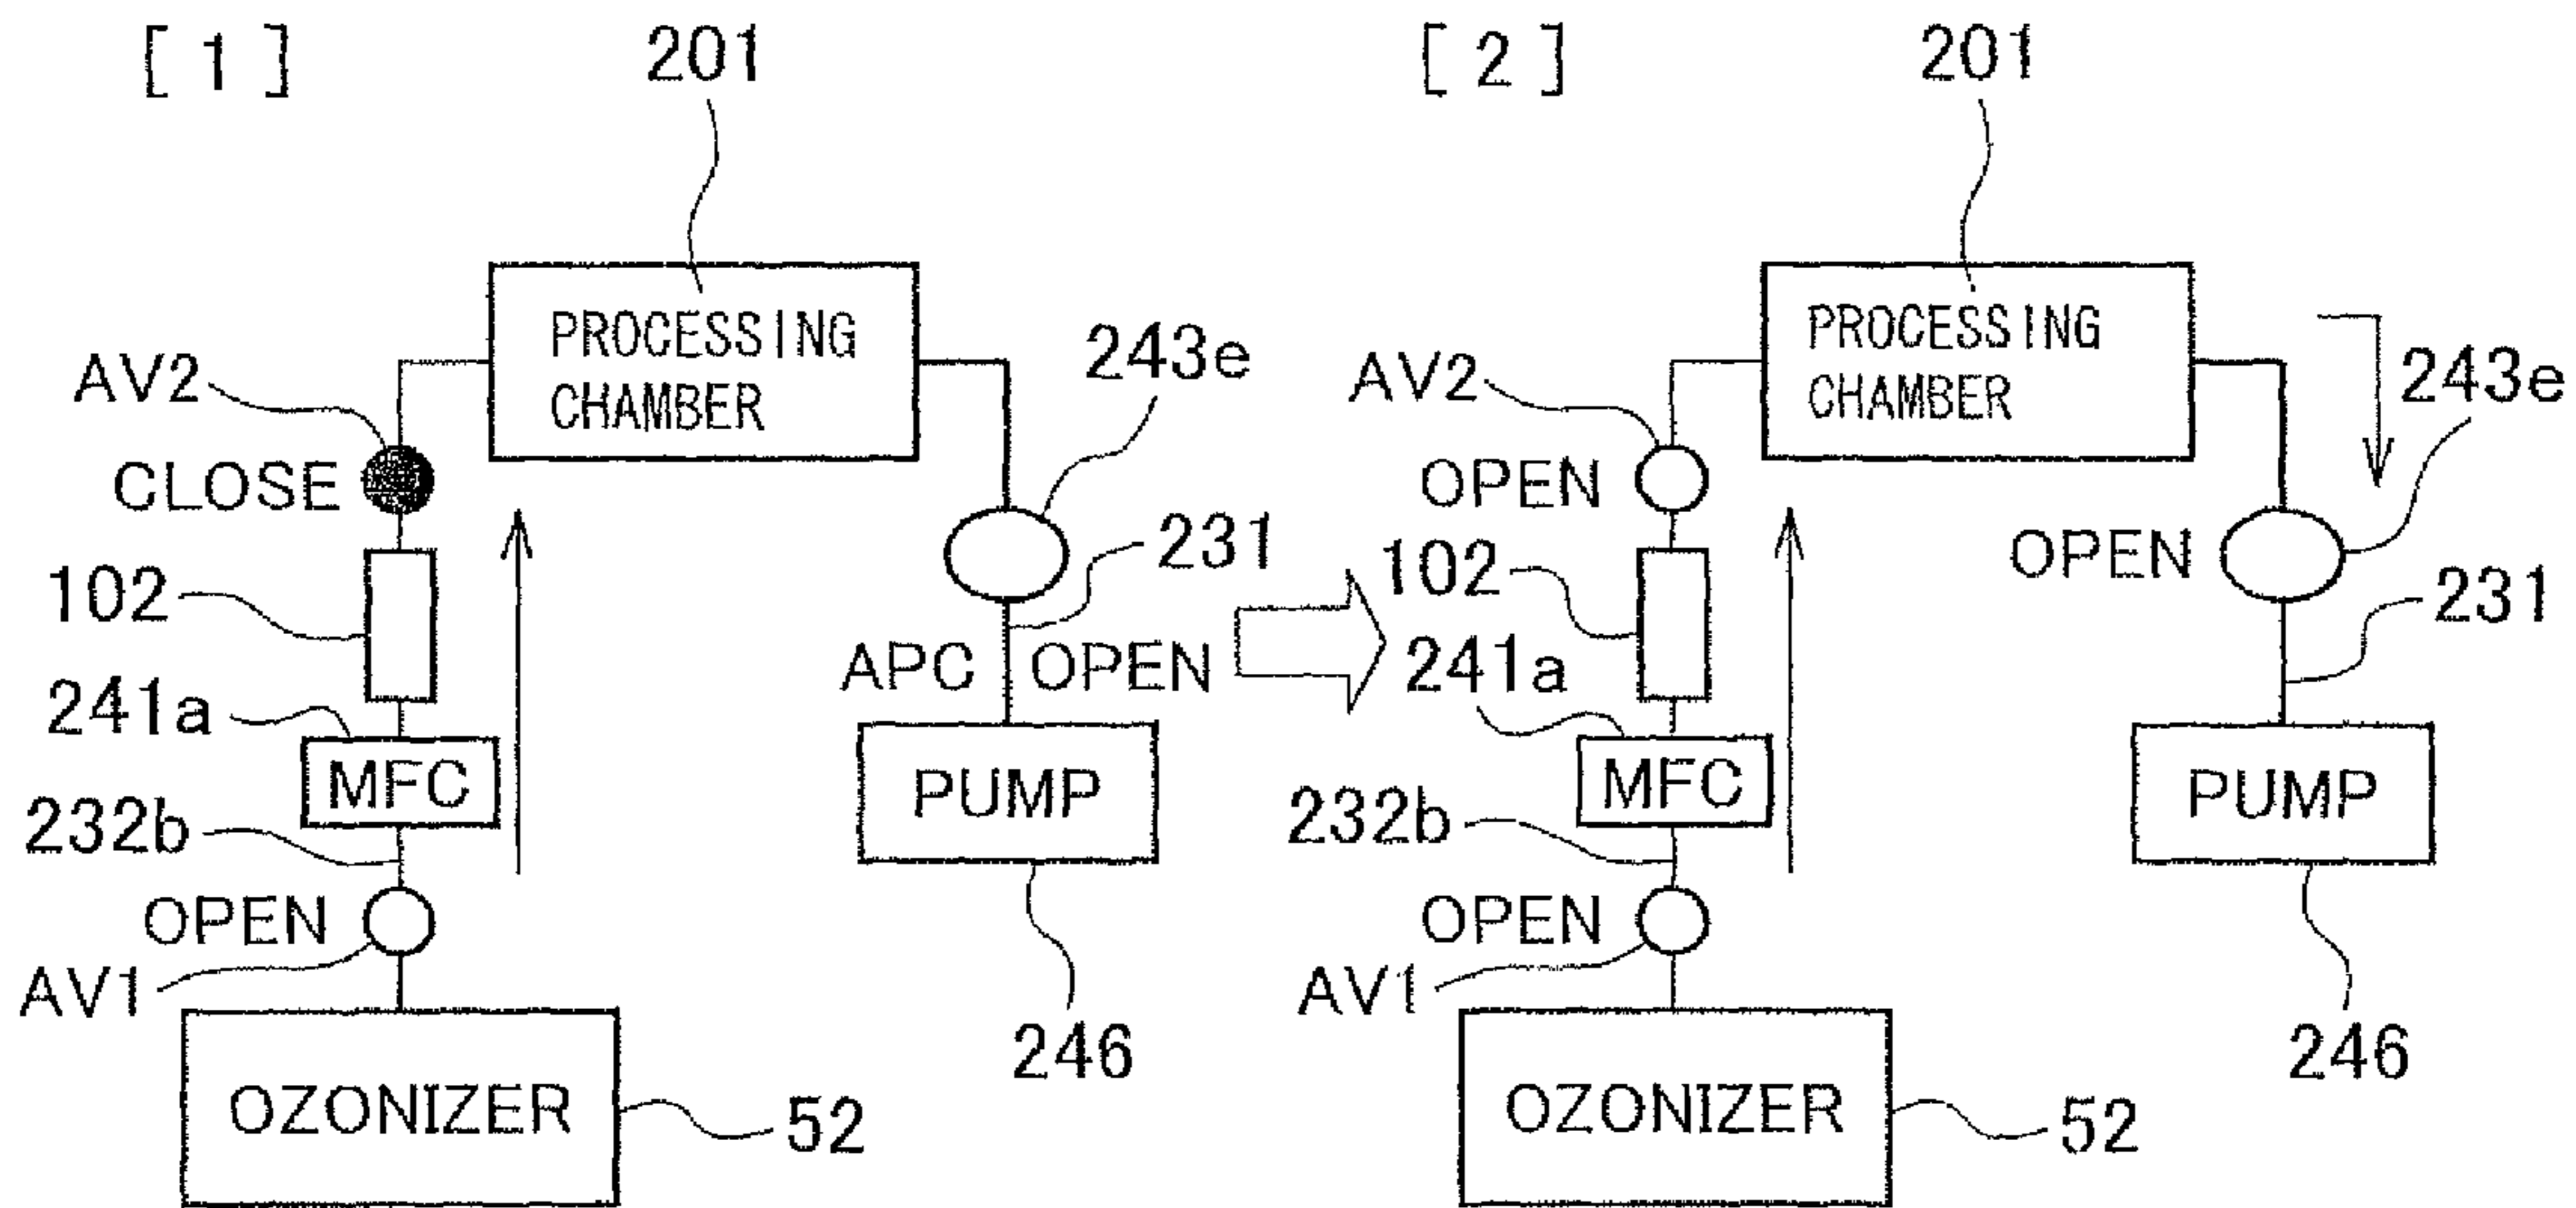 [ 1 ]
201
PROCESSING
CHAMBER
AV2
CLOSE
243e
102
231
241a
APC OPEN
MFC
232b
PUMP
OPEN
AV1
246
OZONIZER
52
[ 2 ]
201
PROCESSING
CHAMBER
AV2
OPEN
243e
OPEN
102
231
241a
MFC
232b
PUMP
OPEN
AV1
246
OZONIZER
52